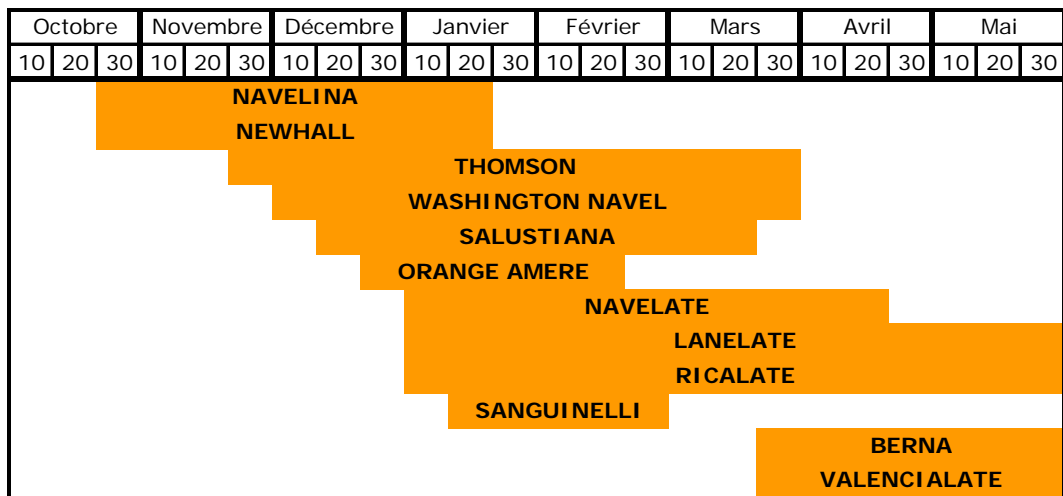 Octobre Novembre Décembre Janvier Février Mars Avril Mai
10 20 30 10 20 30 10 20 30 10 20 30 10 20 30 10 20 30 10 20 30 10 20 30
NAVELINA
NEWHALL
THOMSON
WASHINGTON NAVEL
SALUSTIANA
ORANGE AMERE
NAVELATE
LANELATE
RICALATE
SANGUINELLI
BERNA
VALENCIALATE